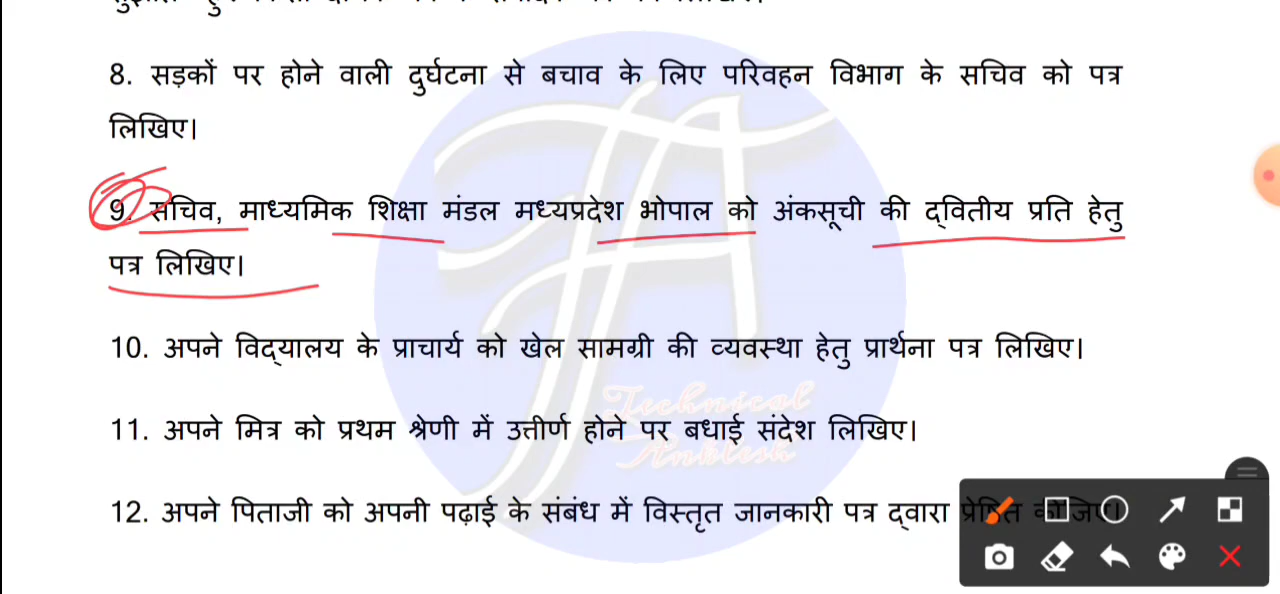 8. सड़कों पर होने वाली दुर्घटना से बचाव के लिए परिवहन विभाग के सचिव को पत्र
लिखिए।
9. सचिव, माध्यमिक शिक्षा मंडल मध्यप्रदेश भोपाल को अंकसूची की द्वितीय प्रति हेतु
पत्र लिखिए।
10. अपने विद्यालय के प्राचार्य को खेल सामग्री की व्यवस्था हेतु प्रार्थना पत्र लिखिए।
Technical
11. अपने मित्र को प्रथम श्रेणी में उत्तीर्ण होने पर बधाई संदेश लिखिए।
Anklesh
12. अपने पिताजी को अपनी पढ़ाई के संबंध में विस्तृत जानकारी पत्र द्वारा प्रेषित कीजिए।